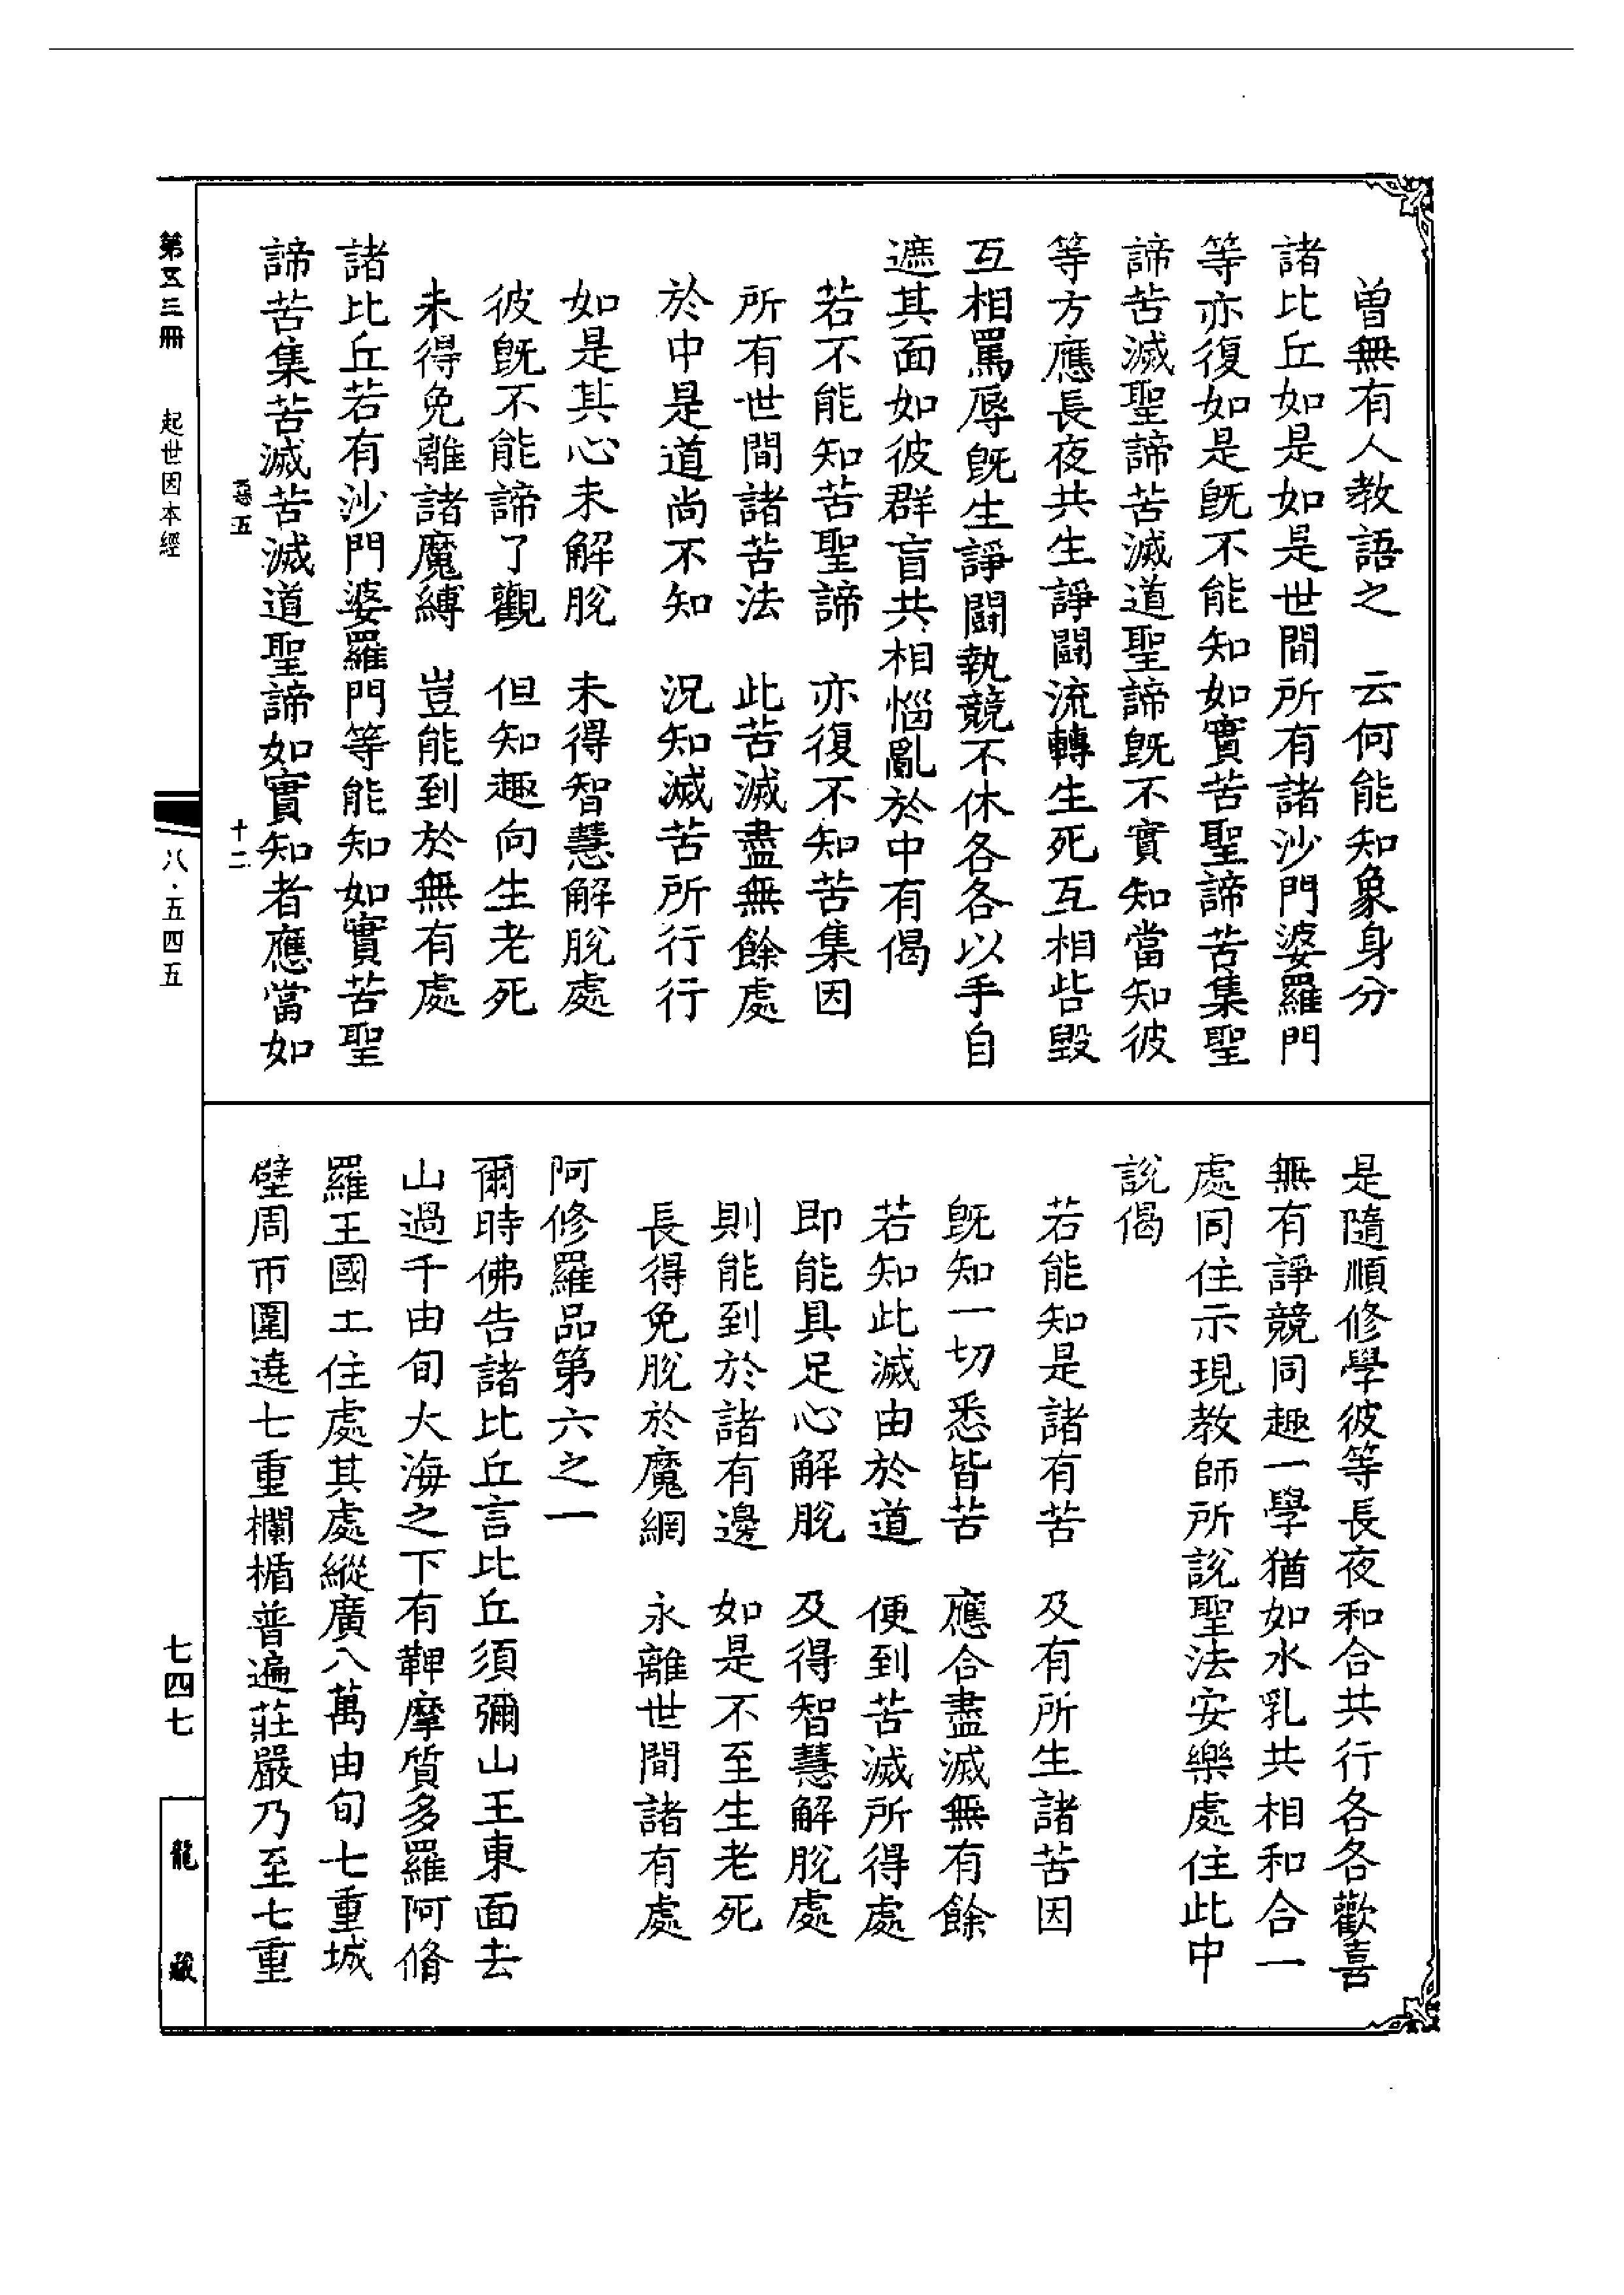 曾無有人教語之　云何能知象身分
諸比丘如是如是世間所有諸沙門婆羅門
等亦復如是旣不能知如實苦聖諦苦集聖
諦苦滅聖諦苦滅道聖諦旣不實知當知彼
等方應長夜共生諍鬪流轉生死互相呰毀
互相罵辱旣生諍鬪執競不休各各以手自
遮其面如彼群盲共相惱亂於中有偈
若不能知苦聖諦　亦復不知苦集因
所有世間諸苦法　此苦滅盡無餘處
於中是道尚不知　況知滅苦所行行
如是其心未解脫　未得智慧解脫處
彼旣不能諦了觀　但知趣向生老死
未得免離諸魔縛　豈能到於無有處
諸比丘若有沙門婆羅門等能知如實苦聖
諦苦集苦滅苦滅道聖諦如實知者應當如
是隨順修學彼等長夜和合共行各各歡喜
無有諍競同趣一學猶如水乳共相和合一
處同住示現教師所說聖法安樂處住此中
說偈
若能知是諸有苦　及有所生諸苦因
旣知一切悉皆苦　應合盡滅無有餘
若知此滅由於道　便到苦滅所得處
即能具足心解脫　及得智慧解脫處
則能到於諸有邊　如是不至生老死
長得免脫於魔網　永離世間諸有處
阿修羅品第六之一
爾時佛告諸比丘言比丘須彌山王東面去
山過千由旬大海之下有鞞摩質多羅阿脩
羅王國土住處其處縱廣八萬由旬七重城
壁周帀圍遶七重欄楯普遍莊嚴乃至七重
惡五　十二
第五三冊　起世因本經
八·五四五
七四七
龍藏